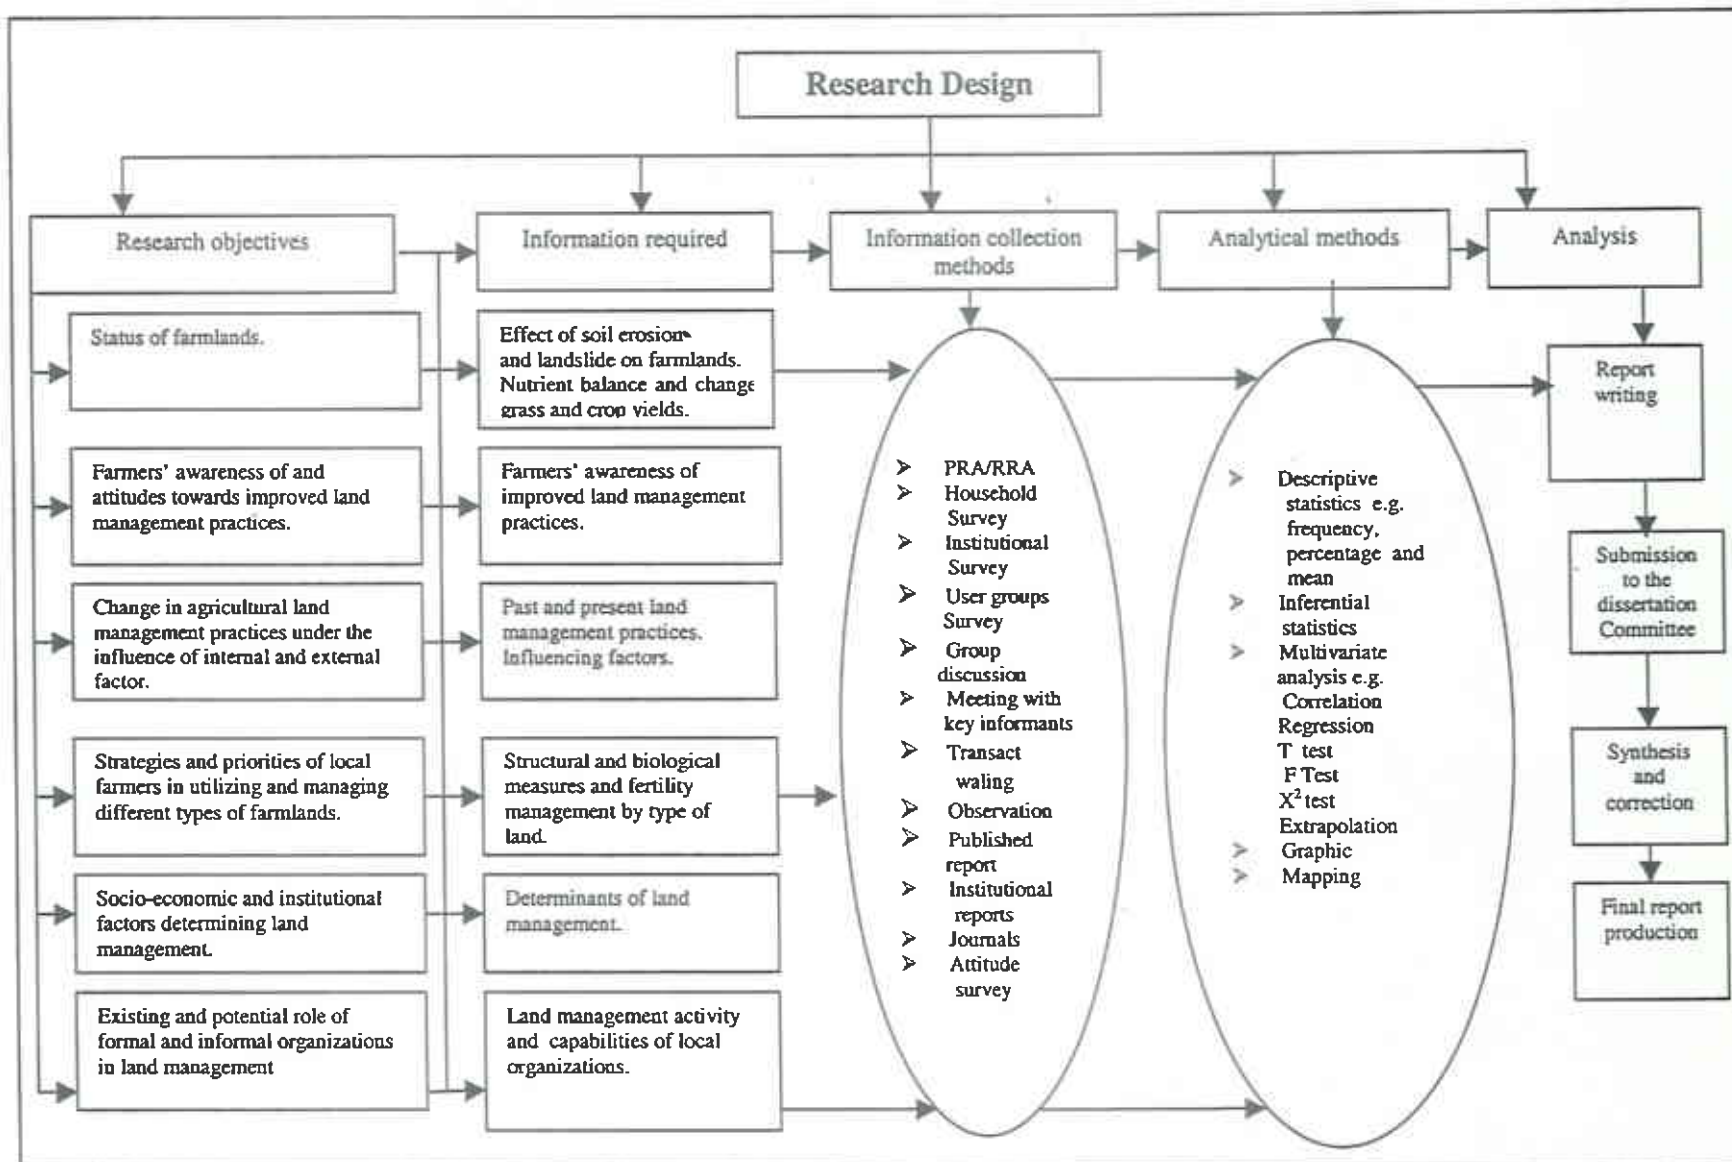 Research Design
Research objectives
Information required
Information collection
methods
Analytical methods
Analysis
Status of farmlands.
Farmers' awareness of and
attitudes towards improved land
management practices.
Change in agricultural land
management practices under the
influence of internal and external
factor.
Strategies and priorities of local
farmers in utilizing and managing
different types of farmlands.
Socio-economic and institutional
factors determining land
management.
Existing and potential role of
formal and informal organizations
in land management
Effect of soil erosion
and landslide on farmlands.
Nutrient balance and change
grass and crop yields.
Farmers' awareness of
improved land management
practices.
Past and present land
management practices.
Influencing factors.
Structural and biological
measures and fertility
management by type of
land.
Determinants of land
management.
Land management activity
and capabilities of local
organizations.
➢ PRA/RRA
➢ Household
Survey
➢ Institutional
Survey
➢ User groups
Survey
➢ Group
discussion
➢ Meeting with
key informants
➢ Transact
waling
➢ Observation
➢ Published
report
➢ Institutional
reports
➢ Journals
➢ Attitude
survey
➢ Descriptive
statistics e.g.
frequency,
percentage and
mean
➢ Inferential
statistics
➢ Multivariate
analysis e.g.
Correlation
Regression
T test
F Test
X² test
Extrapolation
➢ Graphic
➢ Mapping
Report
writing
Submission
to the
dissertation
Committee
Synthesis
and
correction
Final report
production